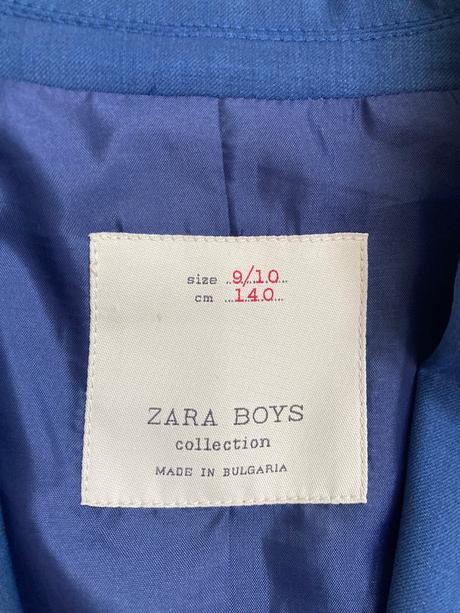 size ..9/10...
cm ...140...
ZARA BOYS
collection
MADE IN BULGARIA